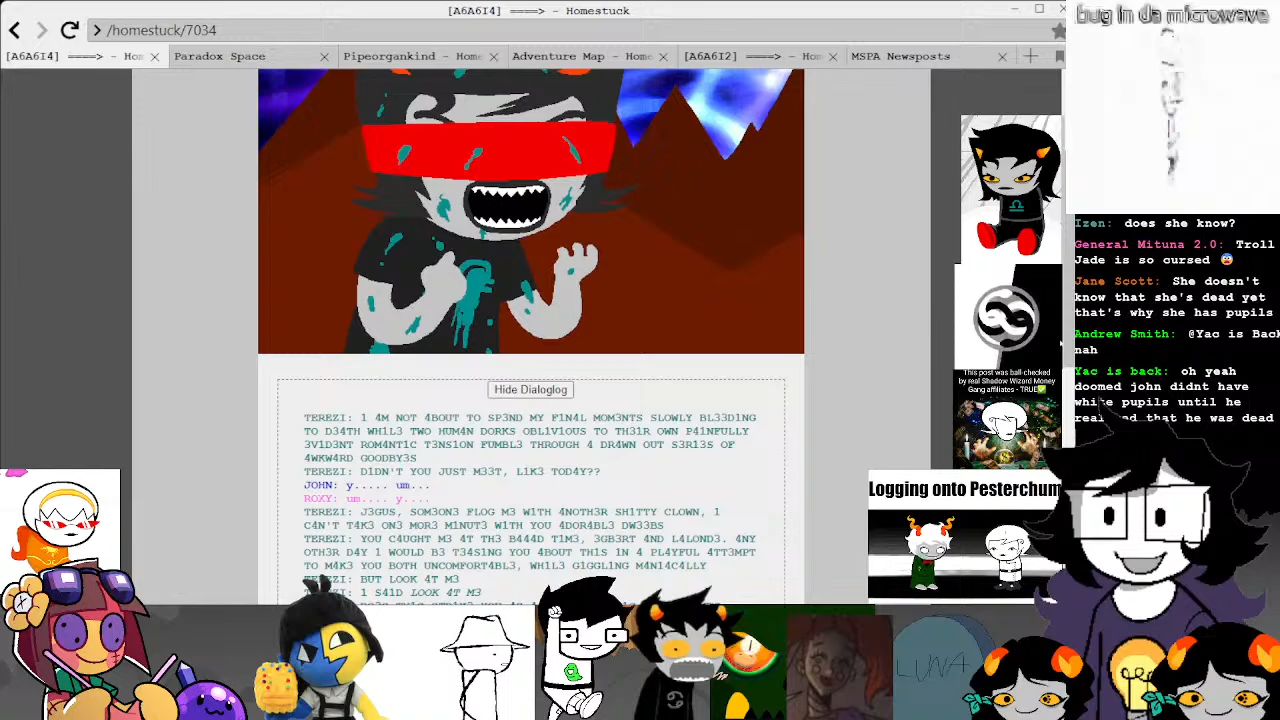 [A6A6I4] ====> - Homestuck
bug in da microwave
/homestuck/7034
[A6A6I4] ====> - Hom
Paradox Space
Pipeorgankind - Home
Adventure Map - Home
[A6A6I2] ====> - Hom
MSPA Newsposts
Izen: does she know?
General Mituna 2.0: Troll
Jade is so cursed 😨
Jane Scott: She doesn't
know that she's dead yet
that's why she has pupils
Andrew Smith: @Yac is Back
nah
Yac is back: oh yeah
doomed john didnt have
white pupils until he
that he was dead
This post was ball-checked
by real Shadow Wizard Money
Gang affiliates - TRUE✅
Logging onto Pesterchum
Hide Dialoglog
TEREZI: 1 4M NOT 4BOUT TO SP3ND MY F1N4L MOM3NTS SLOWLY BL33D1NG
TO D34TH WH1L3 TWO HUM4N DORKS OBL1V1OUS TO TH31R OWN P41NFULLY
3V1D3NT ROM4NT1C T3NS1ON FUMBL3 THROUGH 4 DR4WN OUT S3R13S OF
4WKW4RD GOODBY3S
TEREZI: D1DN'T YOU JUST M33T, L1K3 TOD4Y??
JOHN: y..... um...
ROXY: um.... y....
TEREZI: J3GUS, SOM3ON3 FLOG M3 W1TH 4NOTH3R SH1TTY CLOWN, 1
C4N'T T4K3 ON3 MOR3 M1NUT3 W1TH YOU 4DOR4BL3 DW33BS
TEREZI: YOU C4UGHT M3 4T TH3 B444D T1M3, 3GB3RT 4ND L4LOND3. 4NY
OTH3R D4Y 1 WOULD B3 T34S1NG YOU 4BOUT TH1S 1N 4 PL4YFUL 4TT3MPT
TO M4K3 YOU BOTH UNCOMFORT4BL3, WH1L3 G1GGL1NG M4N14C4LLY
TEREZI: BUT LOOK 4T M3
TEREZI: 1 S41D LOOK 4T M3
LUNA